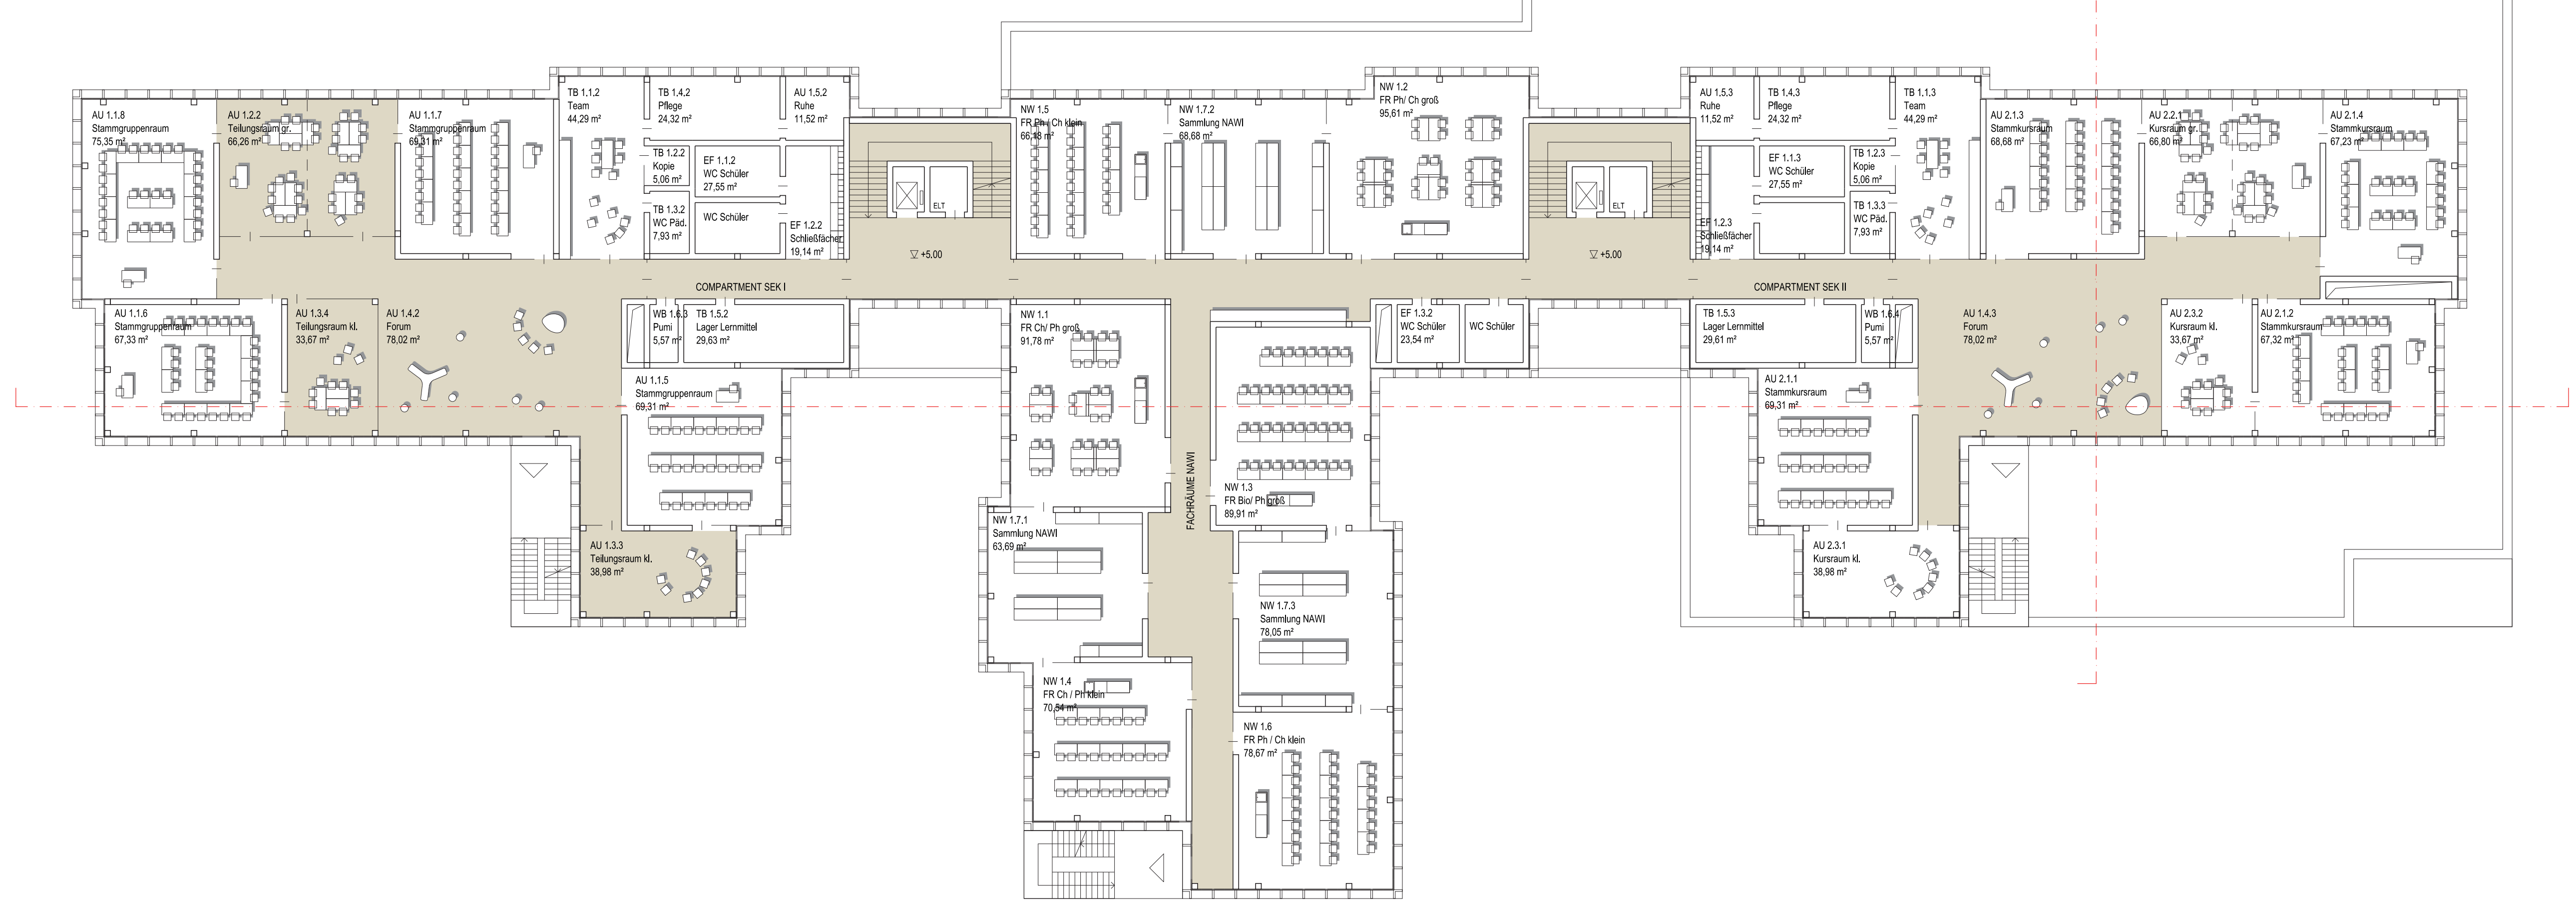 AU 1.1.8
Stammgruppenraum
75,35 m²
AU 1.2.2
Teilungsraum gr.
66,26 m²
AU 1.1.7
Stammgruppenraum
69,31 m²
TB 1.1,2
Team
44,29 m²
TB 1.4,2
Pflege
24,32 m²
AU 1.5.2
Ruhe
11,52 m²
TB 1.2.2
Kopie
5,06 m²
EF 1.1,2
WC Schüler
27,55 m²
TB 1.3.2
WC Päd.
7,93 m²
WC Schüler
EF 1.2.2
Schließfächer
19,14 m²
ELT
+5.00
NW 1.5
FR Ph / Ch klein
66,18 m²
NW 1.7.2
Sammlung NAWI
68,68 m²
NW 1.2
FR Ph/ Ch groß
95,61 m²
ELT
+5.00
AU 1.5,3
Ruhe
11,52 m²
TB 1.4,3
Pflege
24,32 m²
TB 1.1,3
Team
44,29 m²
EF 1.1.3
WC Schüler
27,55 m²
TB 1.2,3
Kopie
5,06 m²
TB 1.3,3
WC Päd.
7,93 m²
EF 1.2.3
Schließfächer
19,14 m²
AU 2.1.3
Stammkursraum
68,68 m²
AU 2.2.1
Kursraum gr.
66,80 m²
AU 2.1.4
Stammkursraum
67,23 m²
COMPARTMENT SEK I
COMPARTMENT SEK II
AU 1.1.6
Stammgruppenraum
67,33 m²
AU 1.3.4
Teilungsraum kl.
33,67 m²
AU 1.4.2
Forum
78,02 m²
WB 1.6.3
Pumi
5,57 m²
TB 1.5.2
Lager Lernmittel
29,63 m²
AU 1.1.5
Stammgruppenraum
69,31 m²
AU 1.3.3
Teilungsraum kl.
38,98 m²
NW 1.1
FR Ch/ Ph groß
91,78 m²
FACHRÄUME NAWI
NW 1.3
FR Bio/ Ph groß
89,91 m²
EF 1.3.2
WC Schüler
23,54 m²
WC Schüler
NW 1.7.1
Sammlung NAWI
63,69 m²
NW 1.7.3
Sammlung NAWI
78,05 m²
NW 1.4
FR Ch / Ph klein
70,54 m²
NW 1.6
FR Ph / Ch klein
78,67 m²
TB 1.5.3
Lager Lernmittel
29,61 m²
WB 1.6.4
Pumi
5,57 m²
AU 1.4.3
Forum
78,02 m²
AU 2.3.2
Kursraum kl.
33,67 m²
AU 2.1.2
Stammkursraum
67,32 m²
AU 2.1.1
Stammkursraum
69,31 m²
AU 2.3.1
Kursraum kl.
38,98 m²